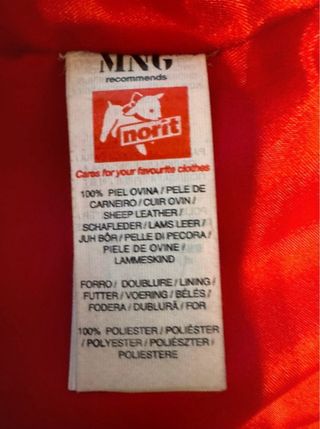 MNG
recommends
norit
Cares for your favourite clothes
100% PIEL OVINA / PELE DE
CARNEIRO / CUIR OVIN /
SHEEP LEATHER /
SCHAFLEDER / LAMS LEER /
JUH BŐR / PELLE DI PECORA /
PIELE DE OVINE /
LAMMESKIND
FORRO / DOUBLURE / LINING /
FUTTER / VOERING / BÉLÉS /
FODERA / DUBLURĂ / FOR
100% POLIESTER / POLIÉSTER
/ POLYESTER / POLIÉSZTER /
POLIESTERE